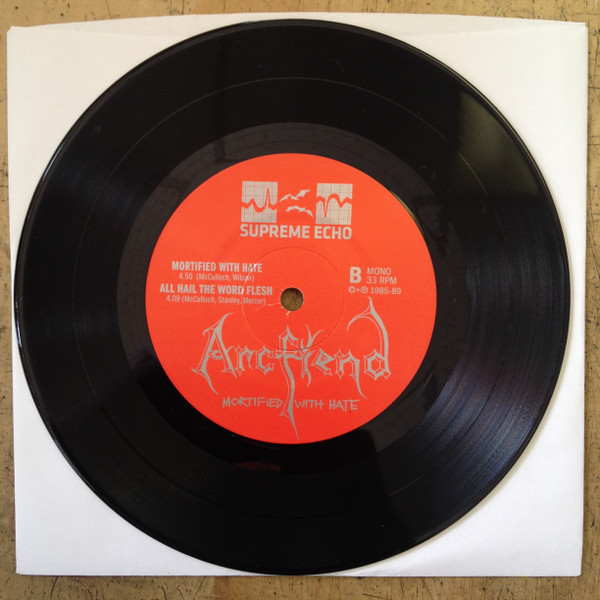 SUPREME ECHO
MORTIFIED WITH HATE
4.50 (McCulloch, Wilson)
ALL HAIL THE WORD FLESH
4.09 (McCulloch, Stanley, Mercer)
B MONO
33 RPM
©+℗ 1985-89
Arcfiend
MORTIFIED WITH HATE